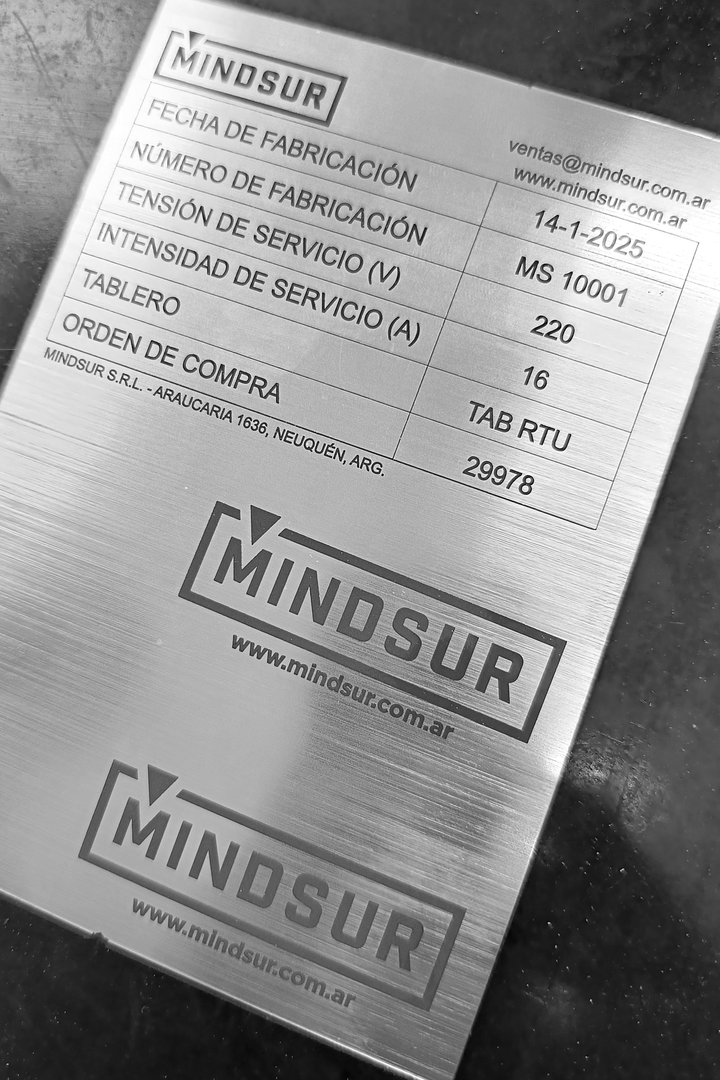 MINDSUR
ventas@mindsur.com.ar
www.mindsur.com.ar
FECHA DE FABRICACIÓN 14-1-2025
NÚMERO DE FABRICACIÓN MS 10001
TENSIÓN DE SERVICIO (V) 220
INTENSIDAD DE SERVICIO (A) 16
TABLERO TAB RTU
ORDEN DE COMPRA 29978
MINDSUR S.R.L. - ARAUCARIA 1636, NEUQUÉN, ARG.
MINDSUR
www.mindsur.com.ar
MINDSUR
www.mindsur.com.ar